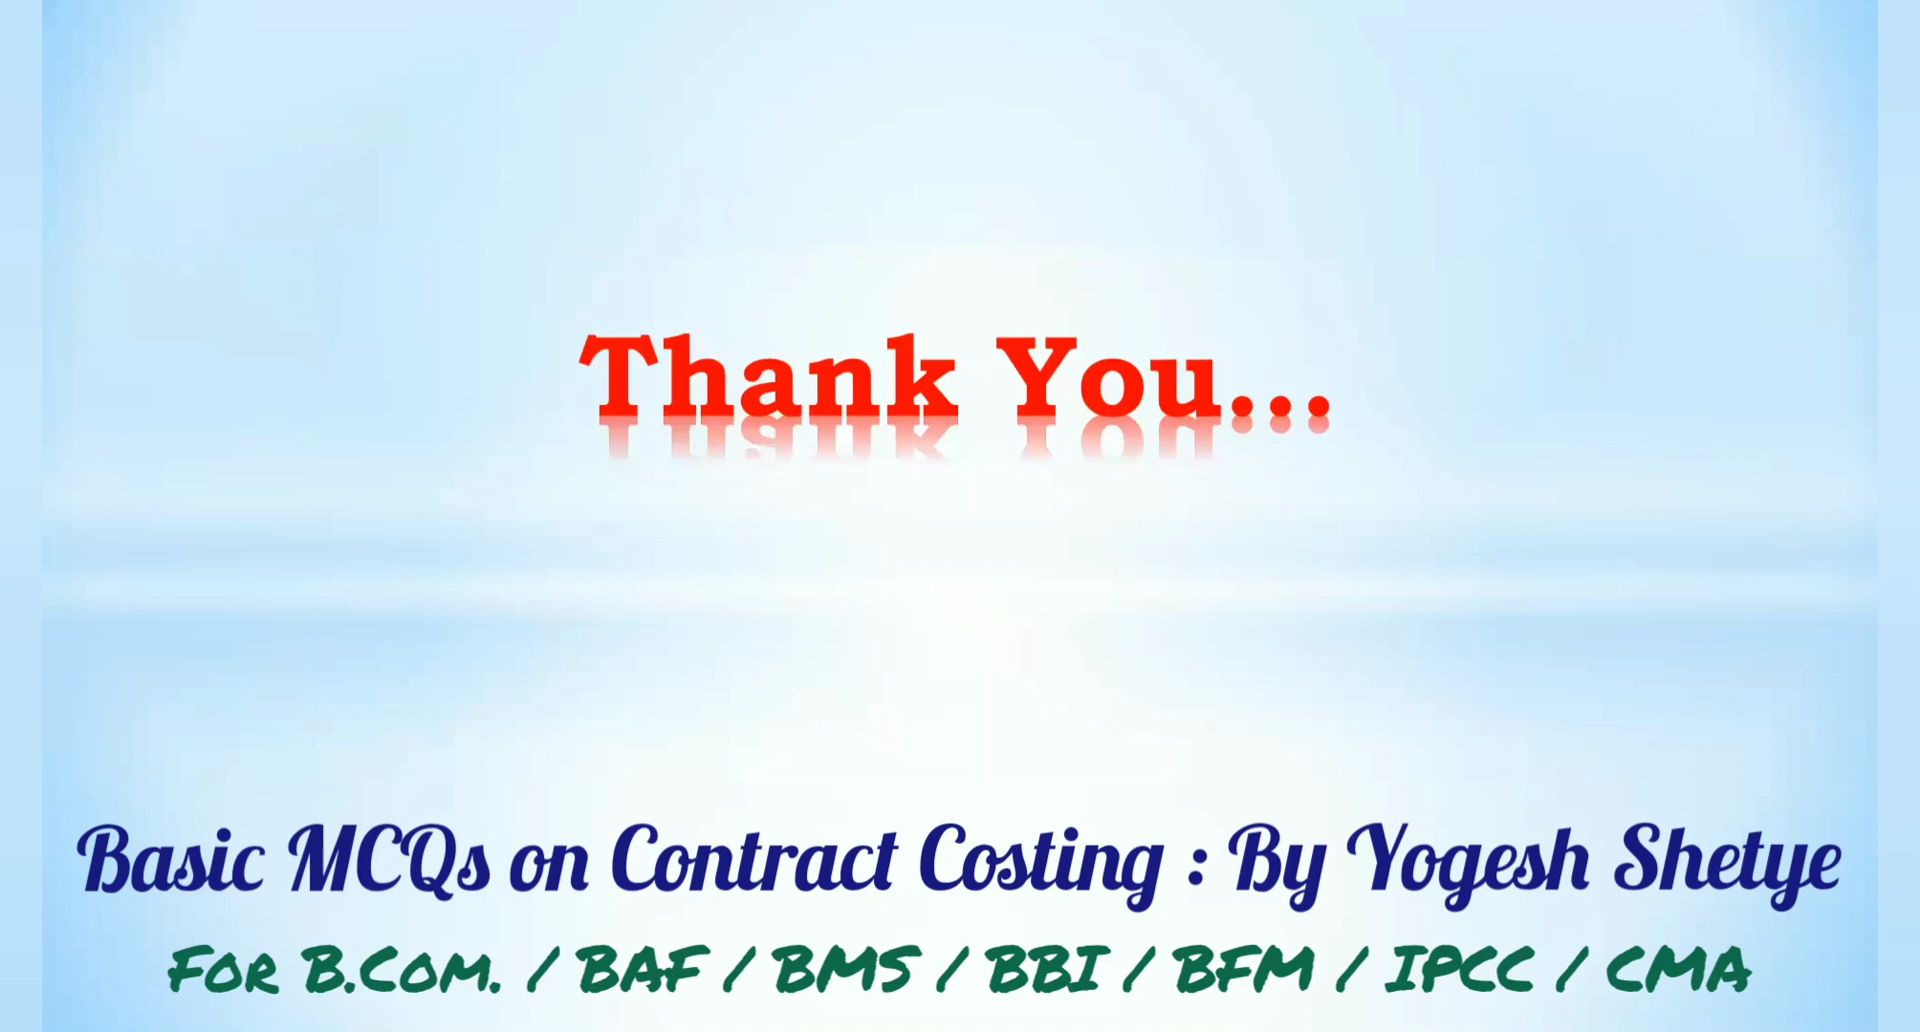 Thank You...
Basic MCQs on Contract Costing : By Yogesh Shetye
For B.Com. / BAF / BMS / BBI / BFM / IPCC / CMA